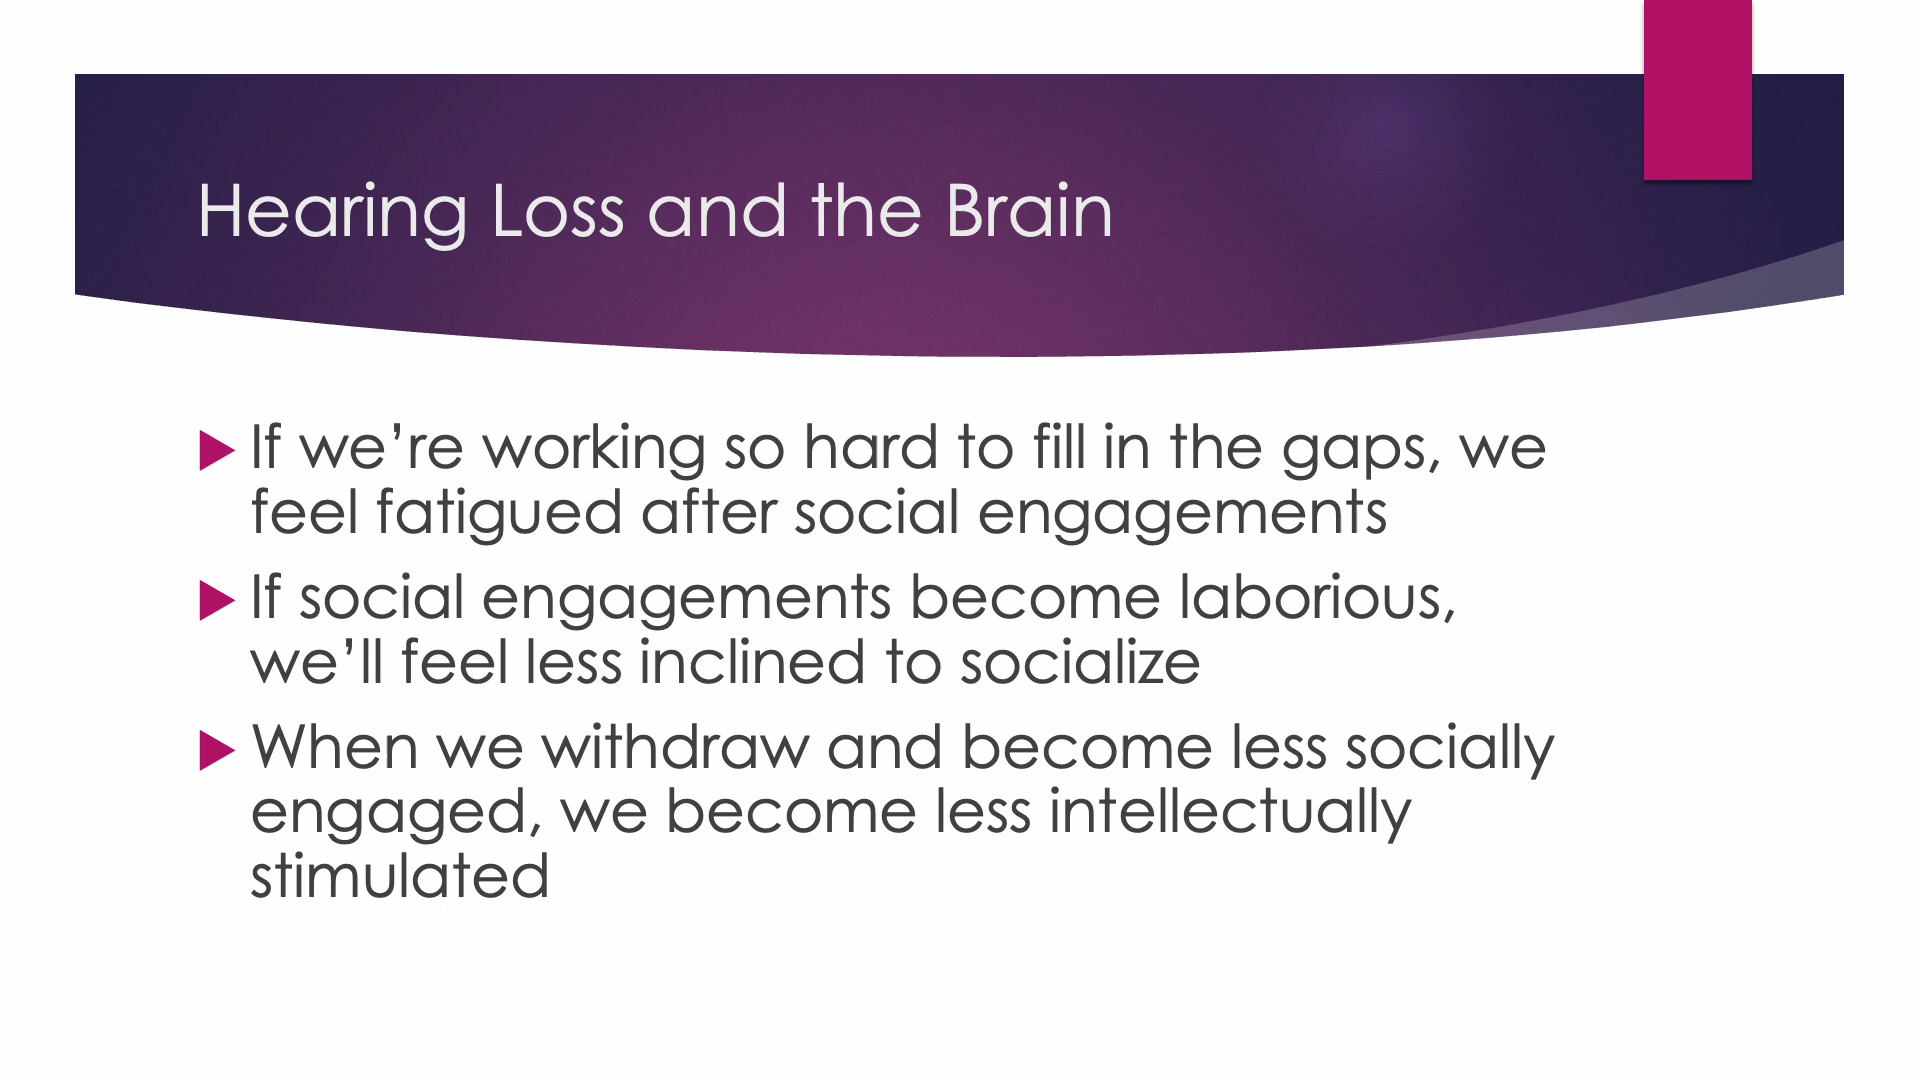 Hearing Loss and the Brain
If we’re working so hard to fill in the gaps, we
feel fatigued after social engagements
If social engagements become laborious,
we’ll feel less inclined to socialize
When we withdraw and become less socially
engaged, we become less intellectually
stimulated